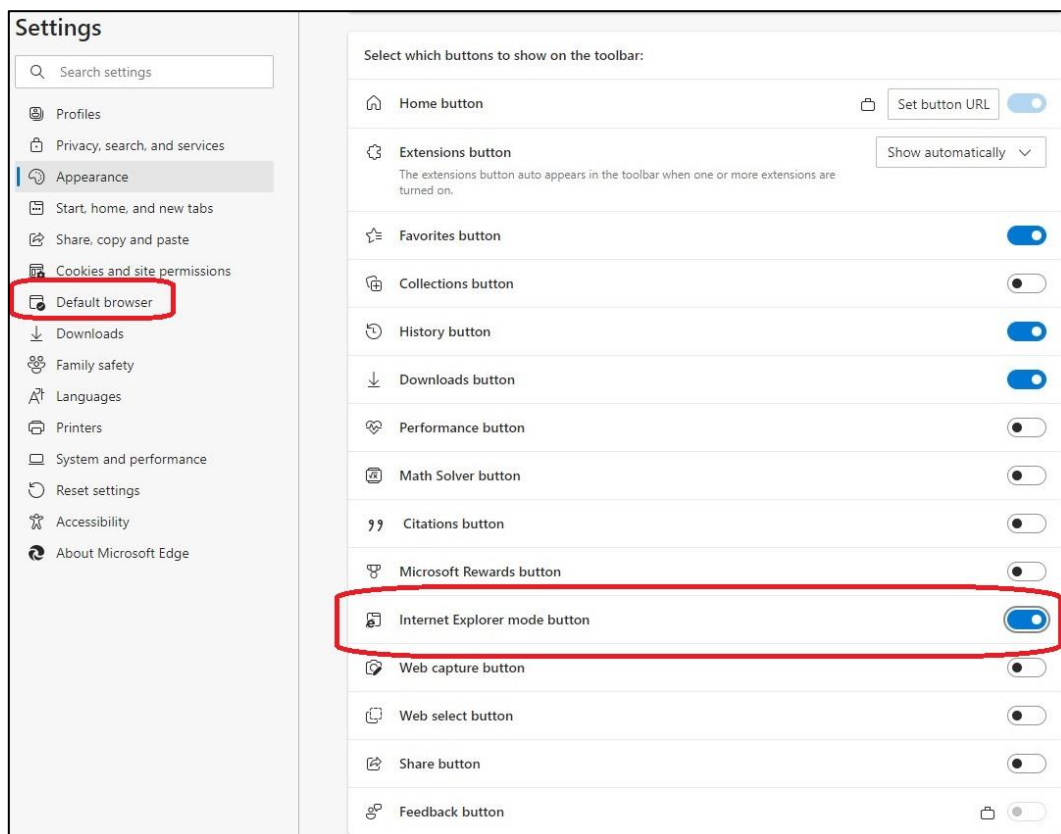 Settings
Search settings
Profiles
Privacy, search, and services
Appearance
Start, home, and new tabs
Share, copy and paste
Cookies and site permissions
Default browser
Downloads
Family safety
Languages
Printers
System and performance
Reset settings
Accessibility
About Microsoft Edge
Select which buttons to show on the toolbar:
Home button
Set button URL
Extensions button
Show automatically
The extensions button auto appears in the toolbar when one or more extensions are
turned on.
Favorites button
Collections button
History button
Downloads button
Performance button
Math Solver button
Citations button
Microsoft Rewards button
Internet Explorer mode button
Web capture button
Web select button
Share button
Feedback button